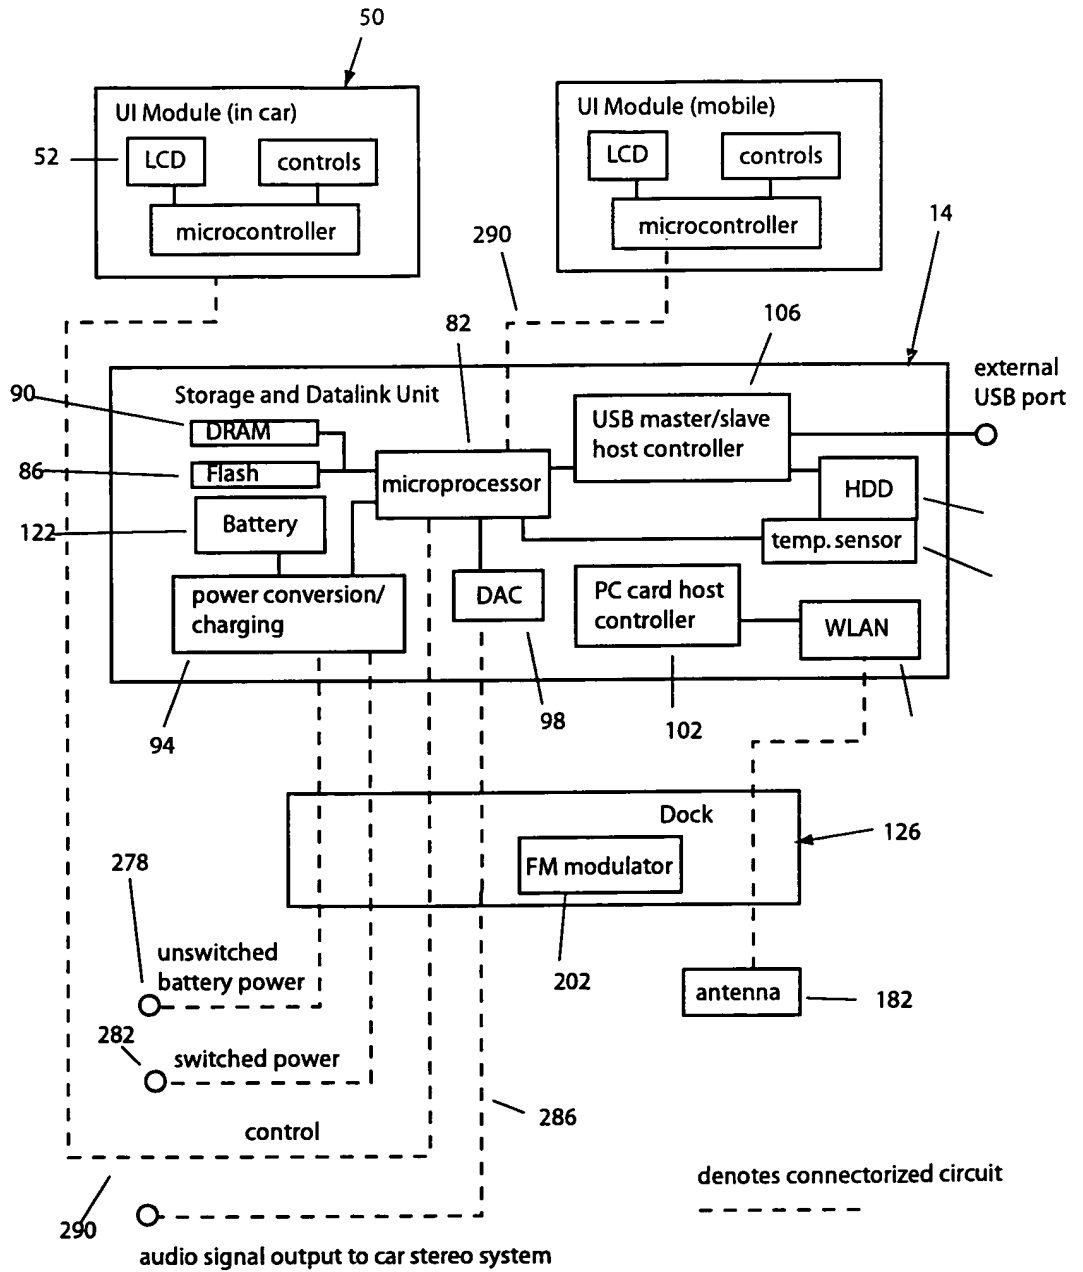 50
UI Module (in car)
52
LCD
controls
microcontroller
UI Module (mobile)
LCD
controls
microcontroller
290
14
82
106
external
USB port
90
Storage and Datalink Unit
DRAM
USB master/slave
host controller
86
Flash
microprocessor
HDD
122
Battery
temp. sensor
power conversion/
charging
DAC
PC card host
controller
WLAN
94
98
102
Dock
126
FM modulator
278
202
unswitched
battery power
antenna
182
282
switched power
286
control
denotes connectorized circuit
290
audio signal output to car stereo system